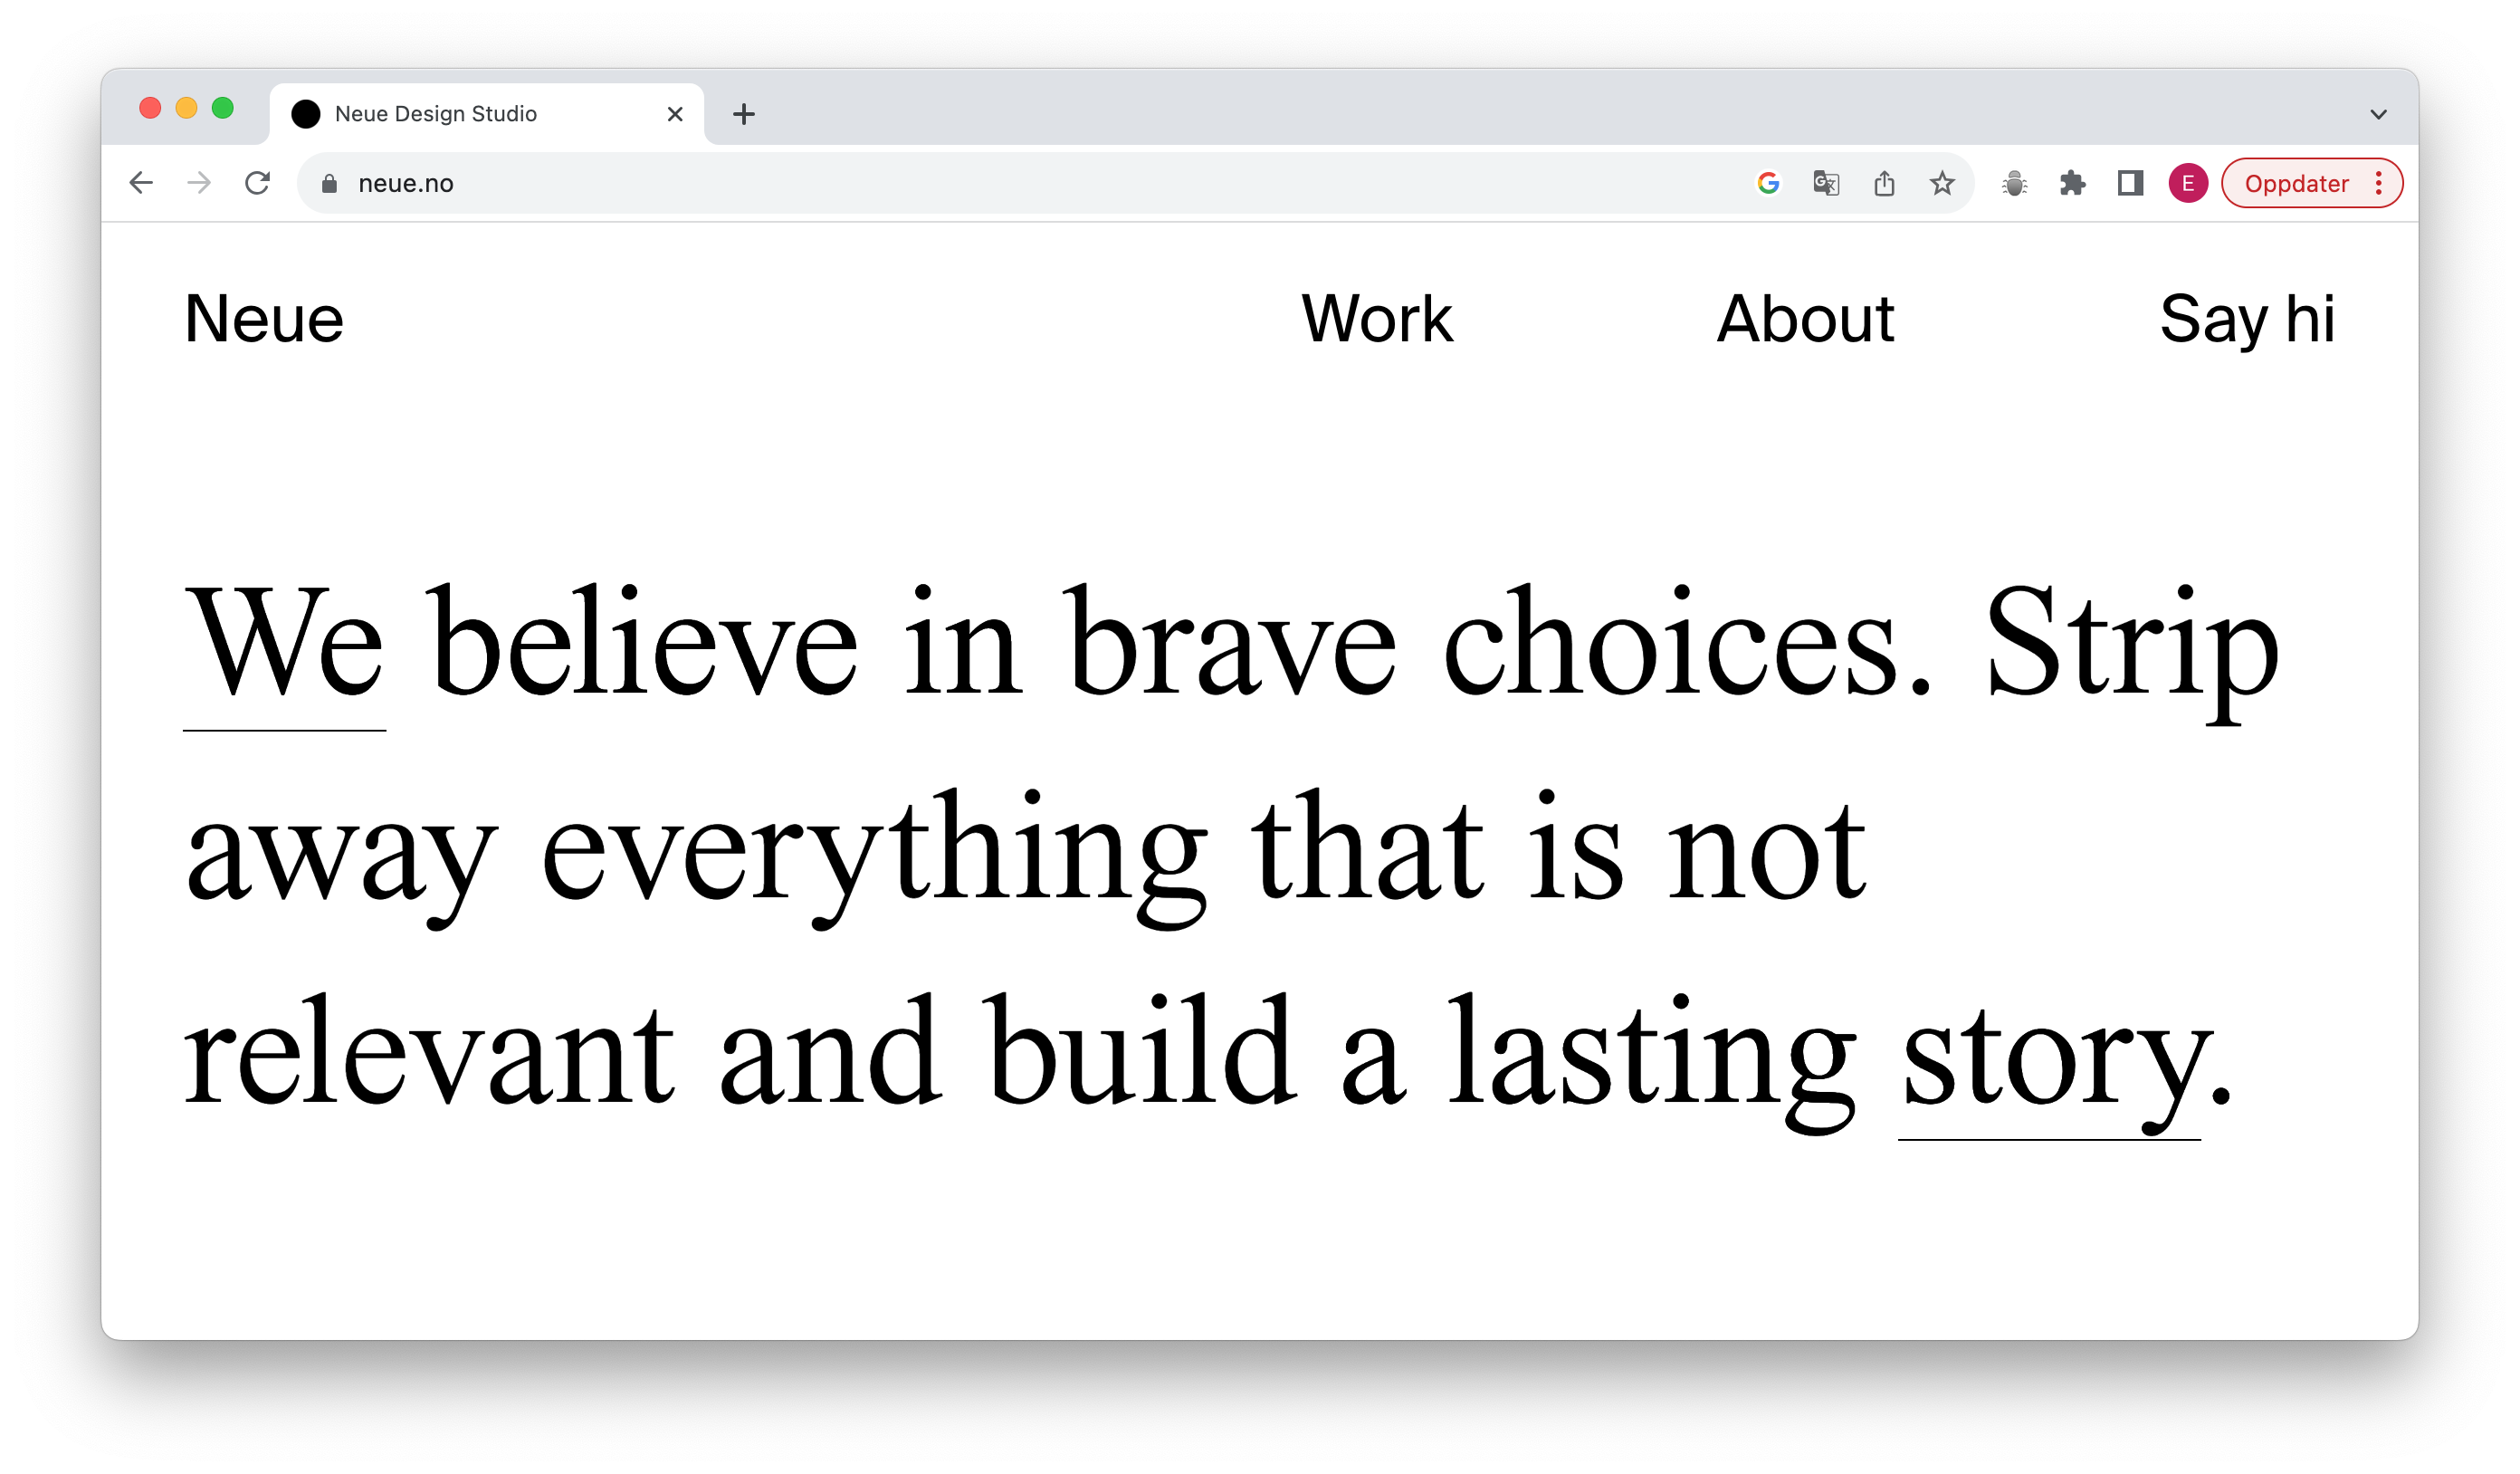 Neue Design Studio
neue.no
E
Oppdater
Neue Work About Say hi
We believe in brave choices. Strip
away everything that is not
relevant and build a lasting story.